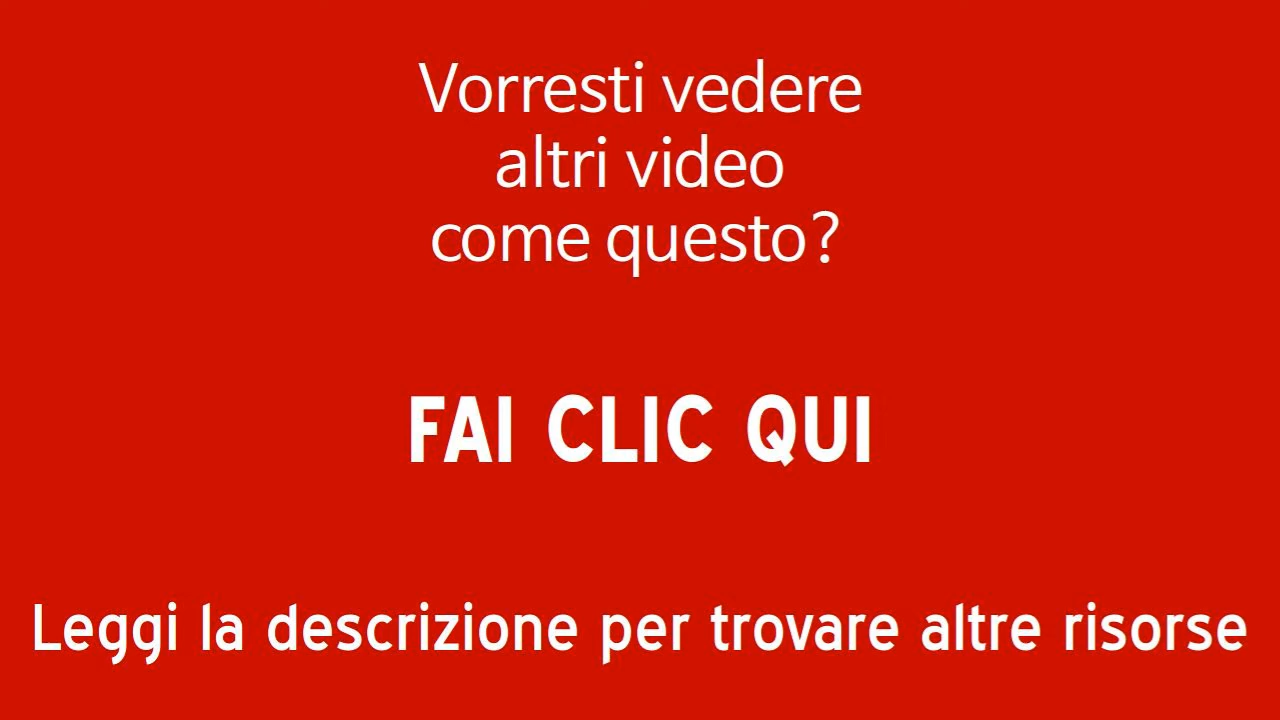 Vorresti vedere
altri video
come questo?
FAI CLIC QUI
Leggi la descrizione per trovare altre risorse